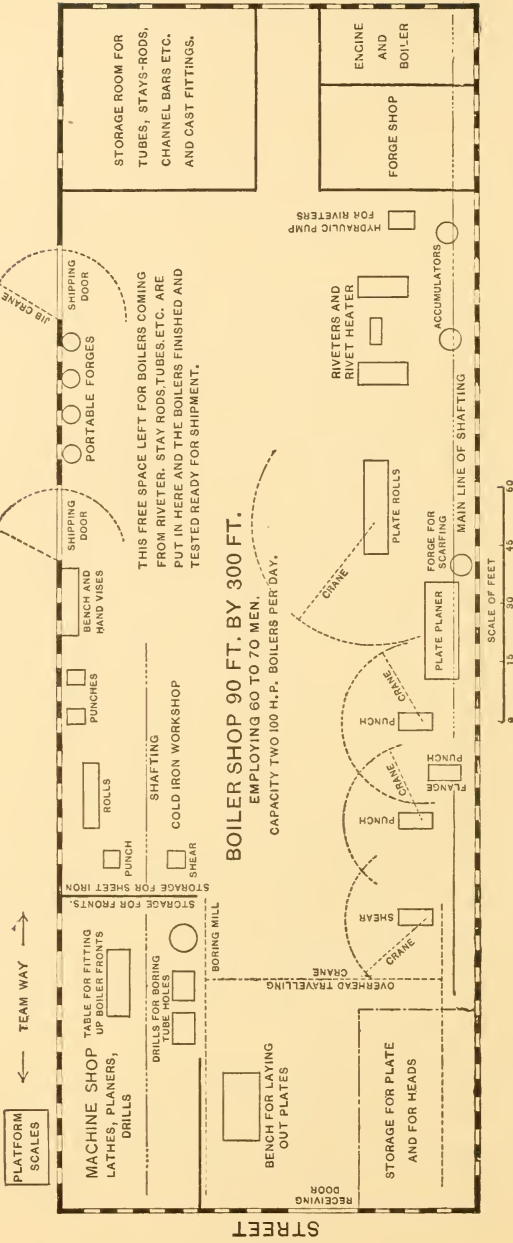 PLATFORM
SCALES
TEAM WAY
STREET
MACHINE SHOP
LATHES, PLANERS,
DRILLS
TABLE FOR FITTING
UP BOILER FRONTS
DRILLS FOR BORING
TUBE HOLES
STORAGE FOR FRONTS.
STORAGE FOR SHEET IRON
BORING MILL
PUNCH
SHEAR
ROLLS
SHAFTING
COLD IRON WORKSHOP
PUNCHES
BENCH AND
HAND VISES
SHIPPING
DOOR
PORTABLE FORGES
JIB CRANE
SHIPPING
DOOR
THIS FREE SPACE LEFT FOR BOILERS COMING
FROM RIVETER. STAY RODS, TUBES, ETC. ARE
PUT IN HERE AND THE BOILERS FINISHED AND
TESTED READY FOR SHIPMENT.
STORAGE ROOM FOR
TUBES, STAYS-RODS,
CHANNEL BARS ETC.
AND CAST FITTINGS.
BOILER SHOP 90 FT. BY 300 FT.
EMPLOYING 60 TO 70 MEN.
CAPACITY TWO 100 H.P. BOILERS PER DAY.
BENCH FOR LAYING
OUT PLATES
RECEIVING
DOOR
STORAGE FOR PLATE
AND FOR HEADS
OVERHEAD TRAVELLING
CRANE
SHEAR
CRANE
PUNCH
CRANE
FLANGE
PUNCH
PUNCH
CRANE
PLATE PLANER
FORGE FOR
SCARFING
CRANE
PLATE ROLLS
RIVETERS AND
RIVET HEATER
HYDRAULIC PUMP
FOR RIVETERS
ACCUMULATORS
MAIN LINE OF SHAFTING
FORGE SHOP
ENGINE
AND
BOILER
0 15 30 45 60
SCALE OF FEET